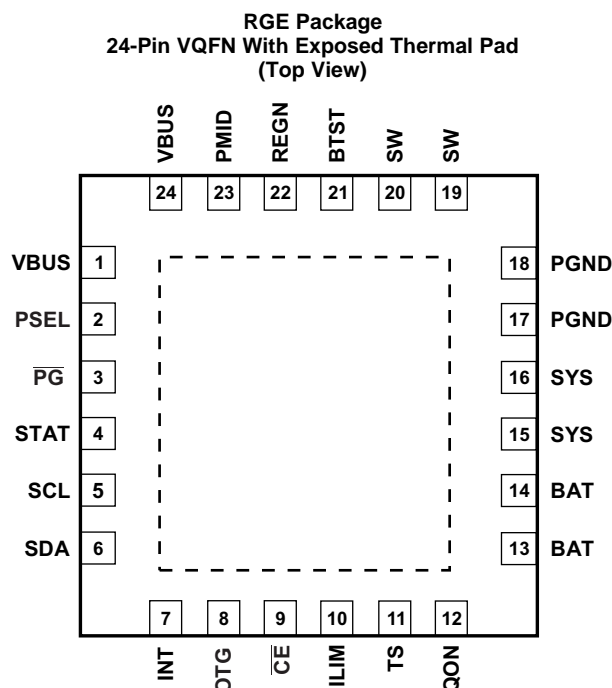 RGE Package
24-Pin VQFN With Exposed Thermal Pad
(Top View)
VBUS
PMID
REGN
BTST
SW
SW
24
23
22
21
20
19
VBUS 1
PSEL 2
PG 3
STAT 4
SCL 5
SDA 6
18 PGND
17 PGND
16 SYS
15 SYS
14 BAT
13 BAT
7
8
9
10
11
12
INT
OTG
CE
ILIM
TS
QON